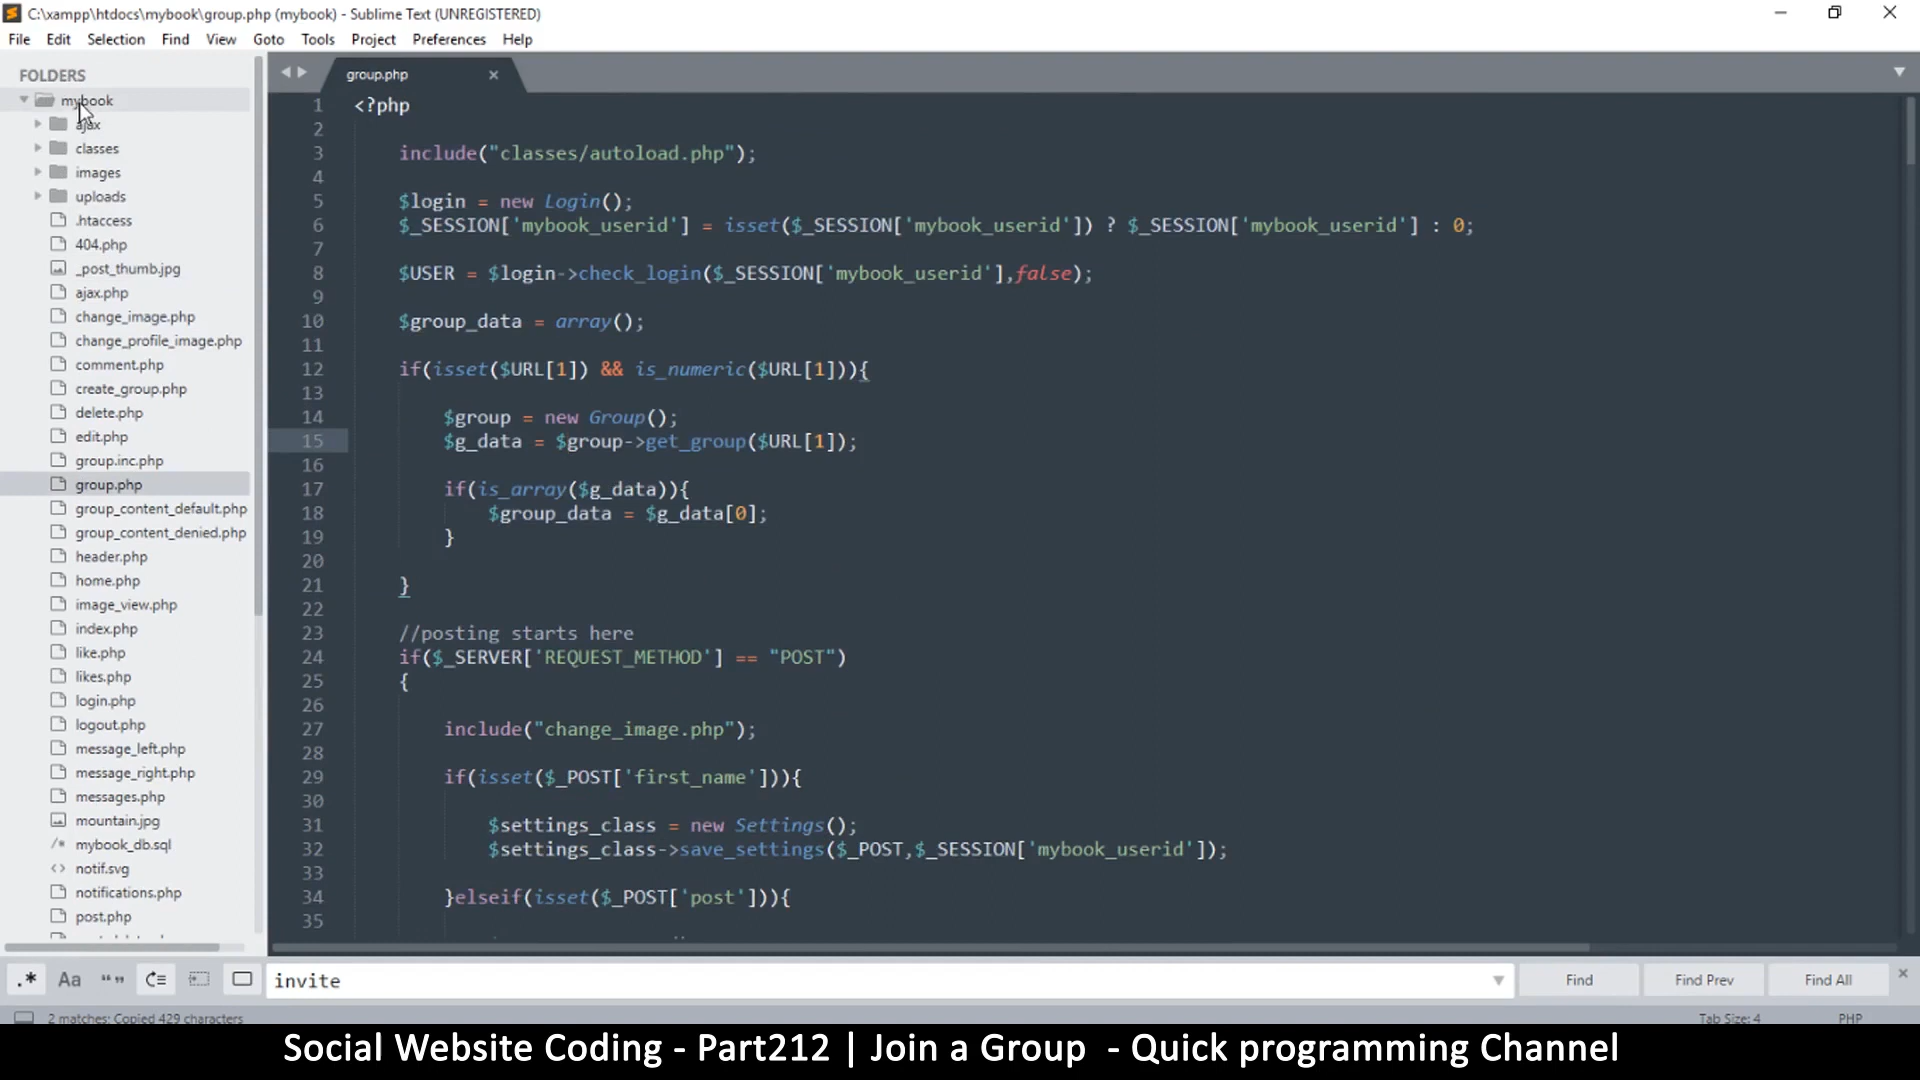 C:\xampp\htdocs\mybook\group.php (mybook) - Sublime Text (UNREGISTERED)
File Edit Selection Find View Goto Tools Project Preferences Help
FOLDERS
mybook
ajax
classes
images
uploads
.htaccess
404.php
_post_thumb.jpg
ajax.php
change_image.php
change_profile_image.php
comment.php
create_group.php
delete.php
edit.php
group.inc.php
group.php
group_content_default.php
group_content_denied.php
header.php
home.php
image_view.php
index.php
like.php
likes.php
login.php
logout.php
message_left.php
message_right.php
messages.php
mountain.jpg
mybook_db.sql
notif.svg
notifications.php
post.php
group.php
1 <?php
2
3 include("classes/autoload.php");
4
5 $login = new Login();
6 $_SESSION['mybook_userid'] = isset($_SESSION['mybook_userid']) ? $_SESSION['mybook_userid'] : 0;
7
8 $USER = $login->check_login($_SESSION['mybook_userid'],false);
9
10 $group_data = array();
11
12 if(isset($URL[1]) && is_numeric($URL[1])){
13
14 $group = new Group();
15 $g_data = $group->get_group($URL[1]);
16
17 if(is_array($g_data)){
18 $group_data = $g_data[0];
19 }
20
21 }
22
23 //posting starts here
24 if($_SERVER['REQUEST_METHOD'] == "POST")
25 {
26
27 include("change_image.php");
28
29 if(isset($_POST['first_name'])){
30
31 $settings_class = new Settings();
32 $settings_class->save_settings($_POST,$_SESSION['mybook_userid']);
33
34 }elseif(isset($_POST['post'])){
35
.* Aa “” invite Find Find Prev Find All
2 matches: Copied 429 characters Tab Size: 4 PHP
Social Website Coding - Part212 | Join a Group - Quick programming Channel